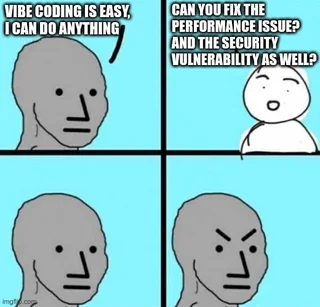 VIBE CODING IS EASY,
I CAN DO ANYTHING
CAN YOU FIX THE
PERFORMANCE ISSUE?
AND THE SECURITY
VULNERABILITY AS WELL?
imgflip.com